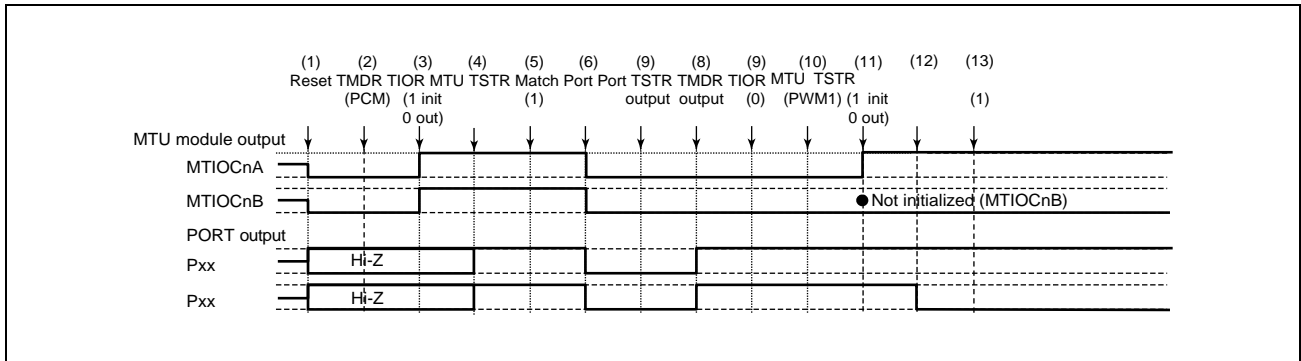 (1) (2) (3) (4) (5) (6) (9) (8) (9) (10) (11) (12) (13)
Reset TMDR TIOR MTU TSTR Match Port Port TSTR TMDR TIOR MTU TSTR
(PCM) (1 init (1) output output (0) (PWM1) (1 init (1)
0 out) 0 out)
MTU module output
MTIOCnA
MTIOCnB
Not initialized (MTIOCnB)
PORT output
Pxx
Hi-Z
Pxx
Hi-Z